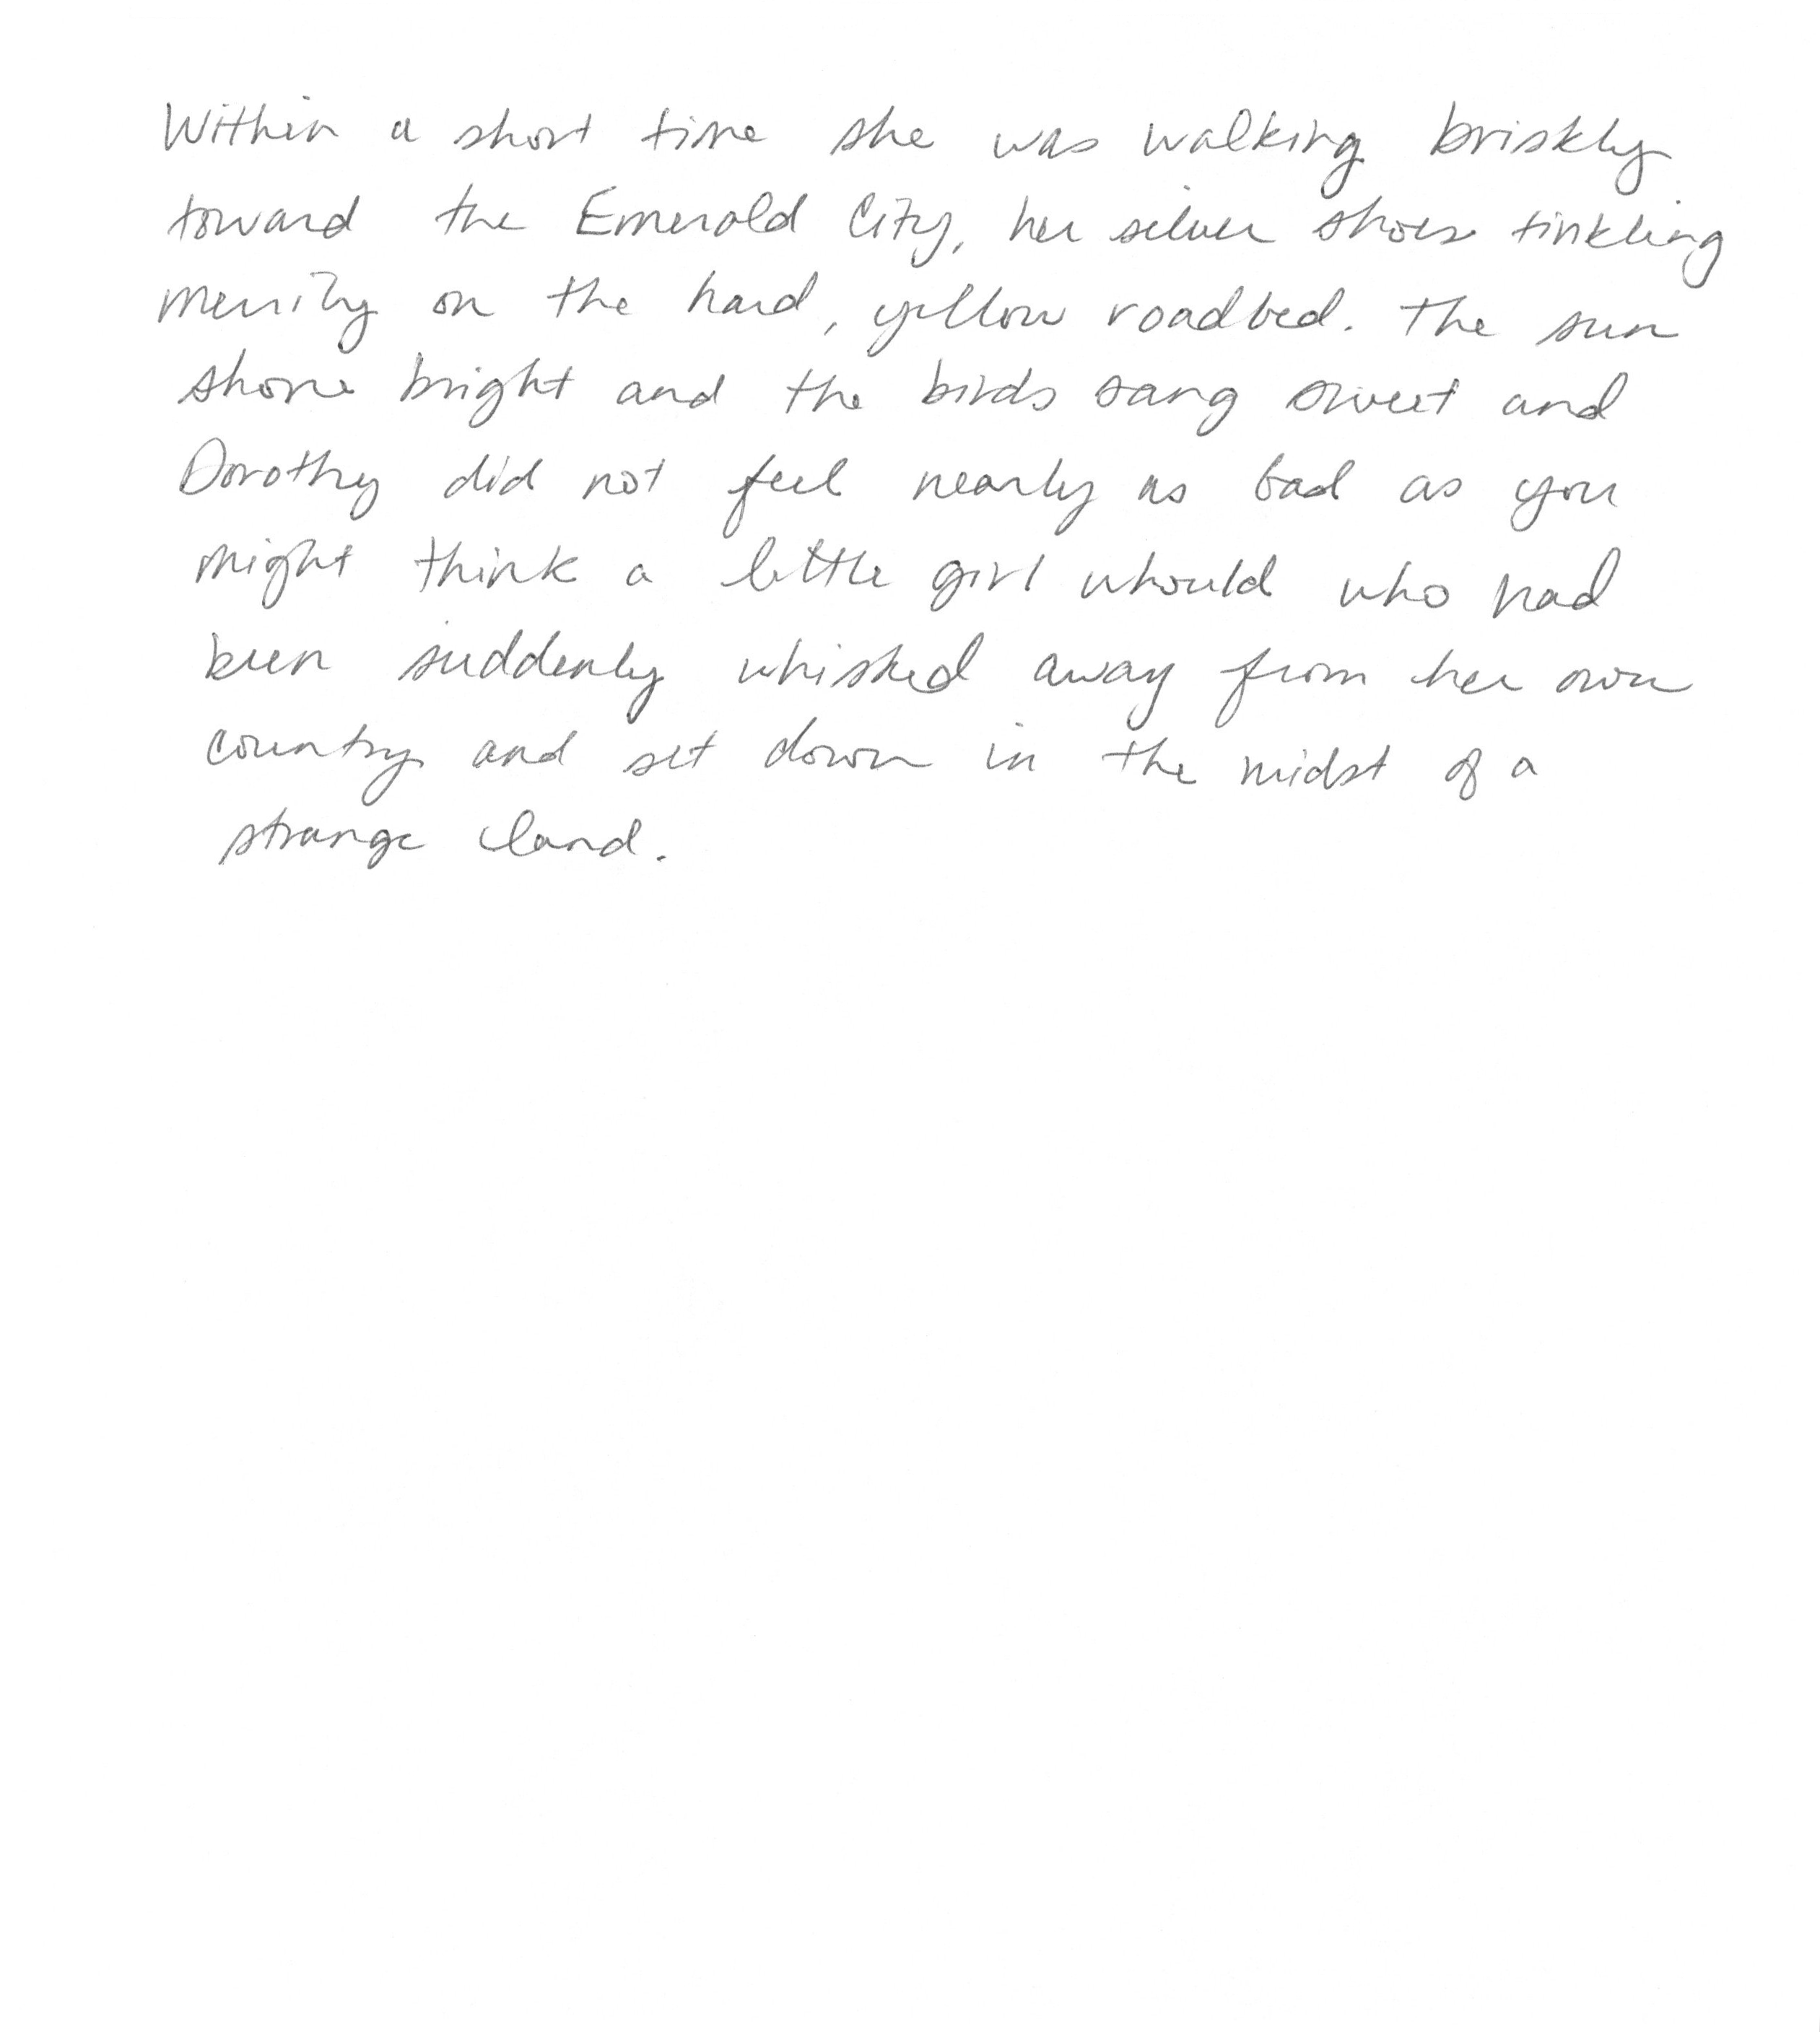 Within a short time she was walking briskly
toward the Emerald City, her silver shoes tinkling
merrily on the hard, yellow roadbed. The sun
shone bright and the birds sang sweet and
Dorothy did not feel nearly as bad as you
might think a little girl whould who had
been suddenly whisked away from her own
country and set down in the midst of a
strange land.